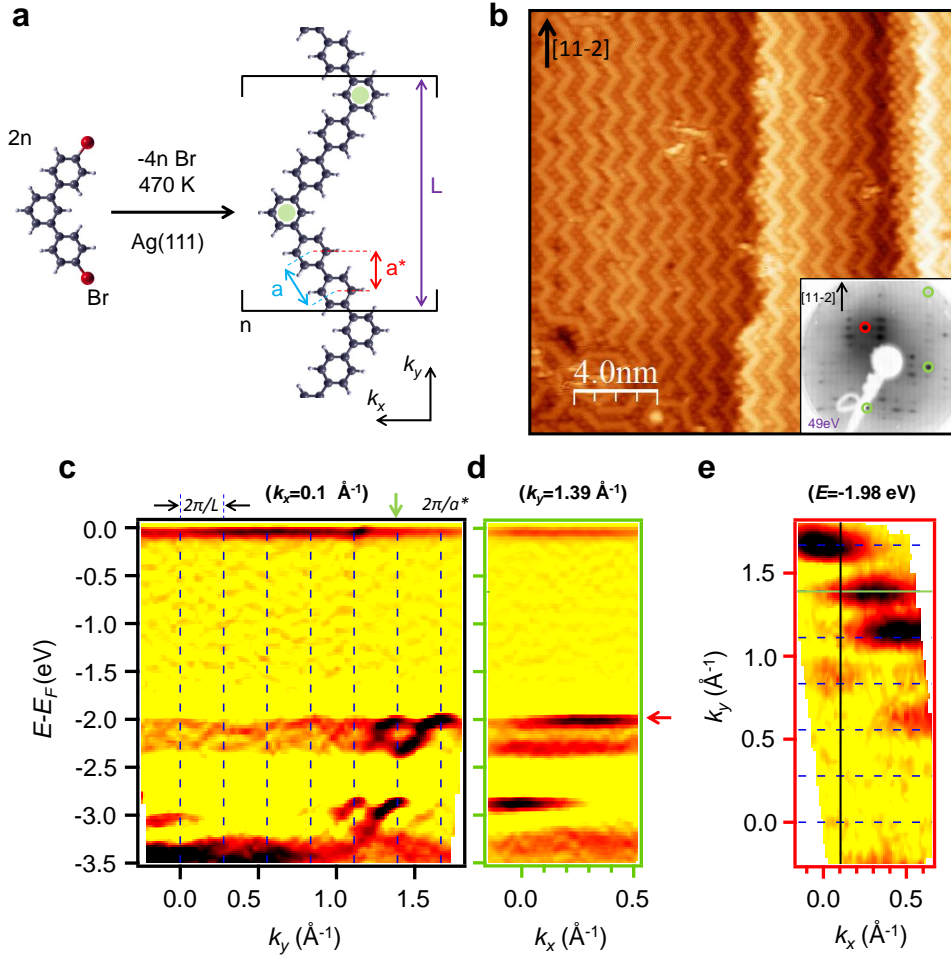 a
2n
Br
-4n Br
470 K
Ag(111)
L
a
a*
n
k_y
k_x
b
[11-2]
4.0nm
[11-2]
49eV
c
2π/L
(k_x=0.1 Å⁻¹)
2π/a*
E-E_F (eV)
0.0
-0.5
-1.0
-1.5
-2.0
-2.5
-3.0
-3.5
0.0 0.5 1.0 1.5
k_y (Å⁻¹)
d
(k_y=1.39 Å⁻¹)
0.0 0.5
k_x (Å⁻¹)
e
(E=-1.98 eV)
k_y (Å⁻¹)
1.5
1.0
0.5
0.0
0.0 0.5
k_x (Å⁻¹)